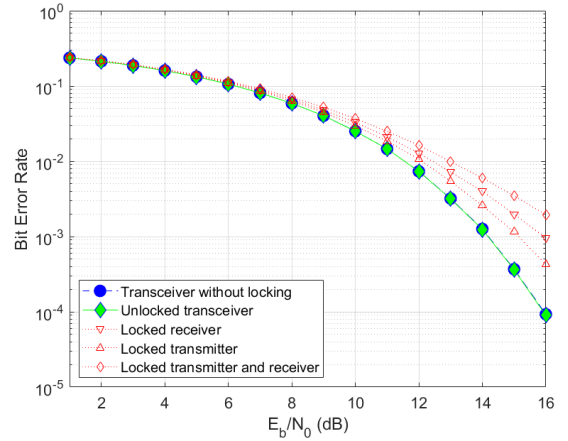 10^0
10^-1
10^-2
10^-3
10^-4
10^-5
Bit Error Rate
Transceiver without locking
Unlocked transceiver
Locked receiver
Locked transmitter
Locked transmitter and receiver
2 4 6 8 10 12 14 16
E_b/N_0 (dB)